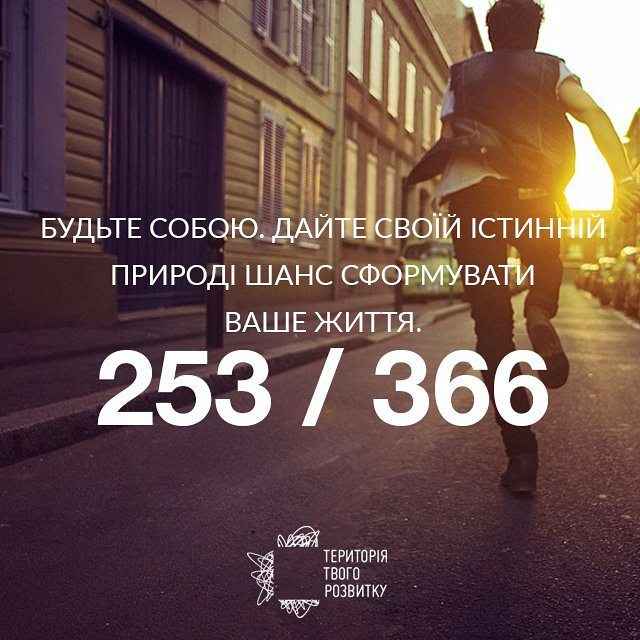 БУДЬТЕ СОБОЮ. ДАЙТЕ СВОЇЙ ІСТИННІЙ
ПРИРОДІ ШАНС СФОРМУВАТИ
ВАШЕ ЖИТТЯ.
253 / 366
ТЕРИТОРІЯ
ТВОГО
РОЗВИТКУ